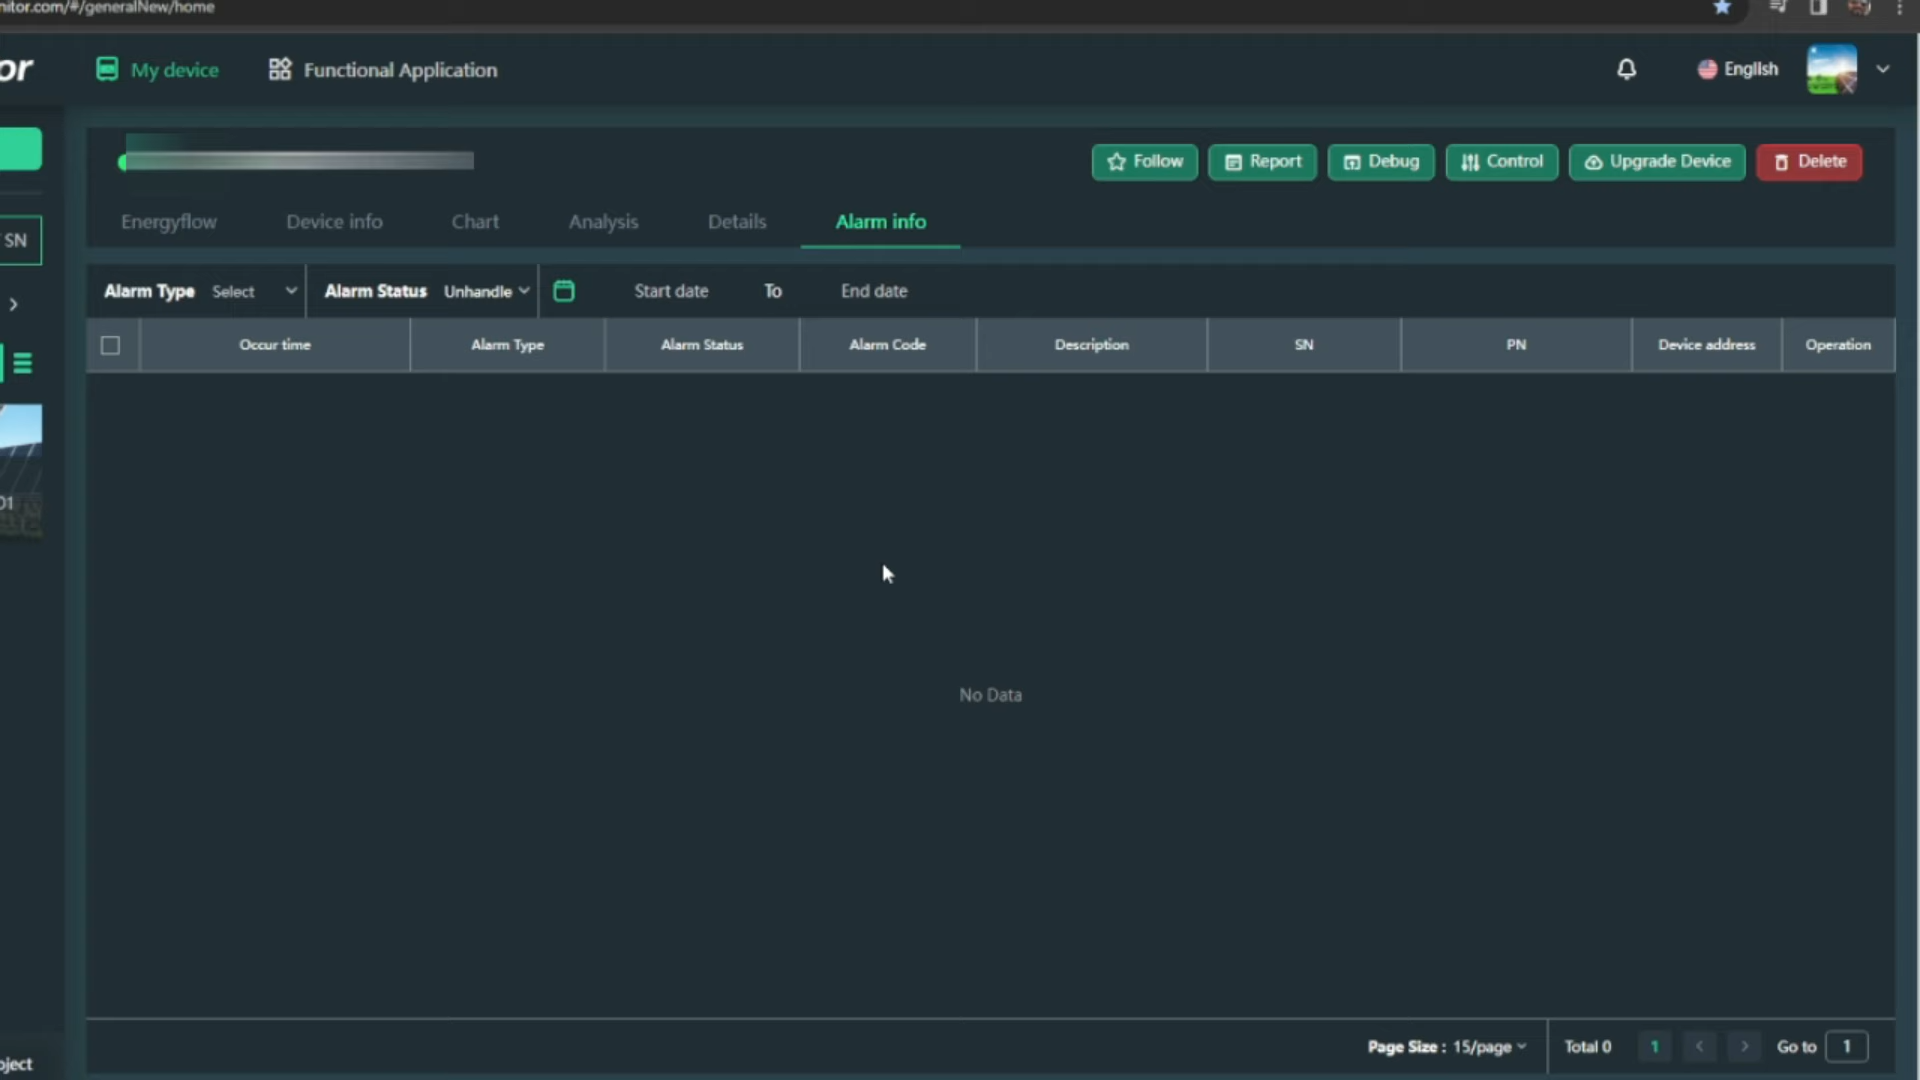 nitor.com/#/generalNew/home
or
My device
Functional Application
English
Follow
Report
Debug
Control
Upgrade Device
Delete
Energyflow
Device info
Chart
Analysis
Details
Alarm info
SN
Alarm Type Select
Alarm Status Unhandle
Start date To End date
Occur time
Alarm Type
Alarm Status
Alarm Code
Description
SN
PN
Device address
Operation
01
No Data
Page Size : 15/page
Total 0
1
Go to 1
oject